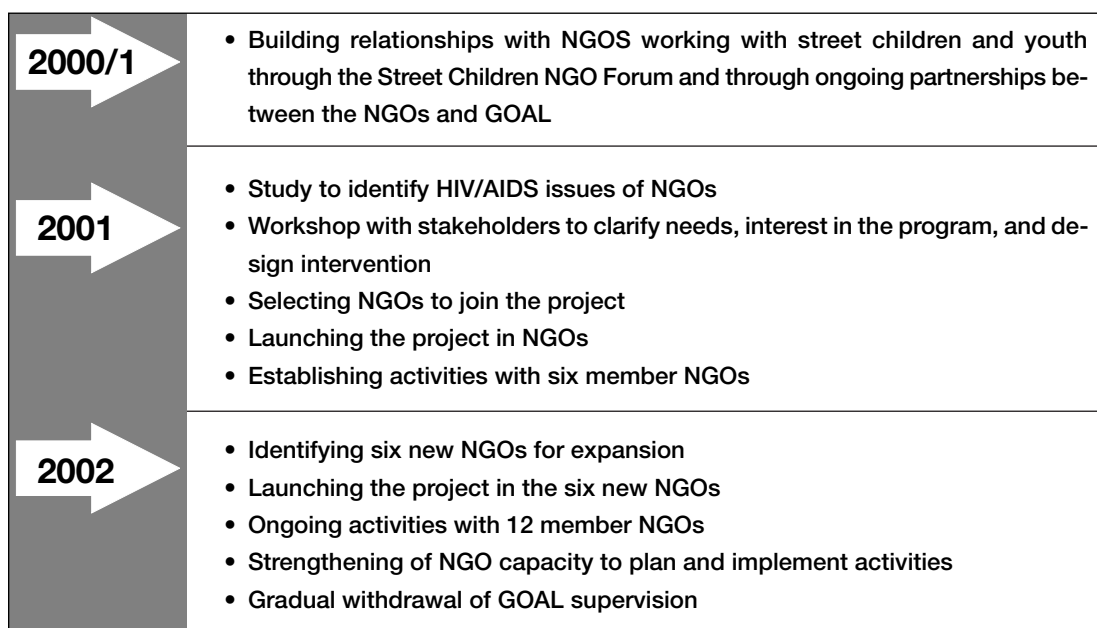 2000/1
• Building relationships with NGOS working with street children and youth
through the Street Children NGO Forum and through ongoing partnerships be-
tween the NGOs and GOAL
2001
• Study to identify HIV/AIDS issues of NGOs
• Workshop with stakeholders to clarify needs, interest in the program, and de-
sign intervention
• Selecting NGOs to join the project
• Launching the project in NGOs
• Establishing activities with six member NGOs
2002
• Identifying six new NGOs for expansion
• Launching the project in the six new NGOs
• Ongoing activities with 12 member NGOs
• Strengthening of NGO capacity to plan and implement activities
• Gradual withdrawal of GOAL supervision